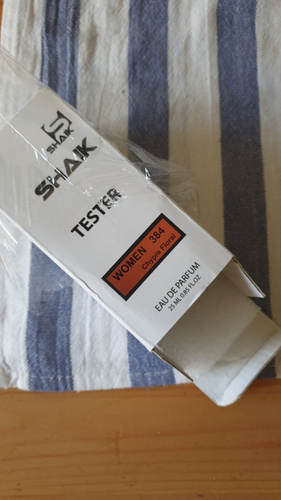 SHAIK
SHAIK
TESTER
WOMEN 384
Chypre Floral
EAU DE PARFUM
25 ML 0.85 FL.OZ